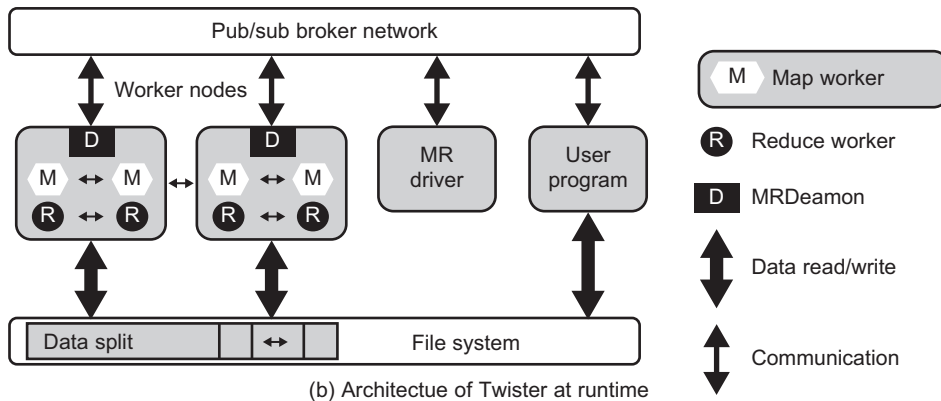 Pub/sub broker network
Worker nodes
D
D
M M
M M
R R
R R
MR
driver
User
program
Data split
File system
(b) Architectue of Twister at runtime
M Map worker
R Reduce worker
D MRDeamon
Data read/write
Communication